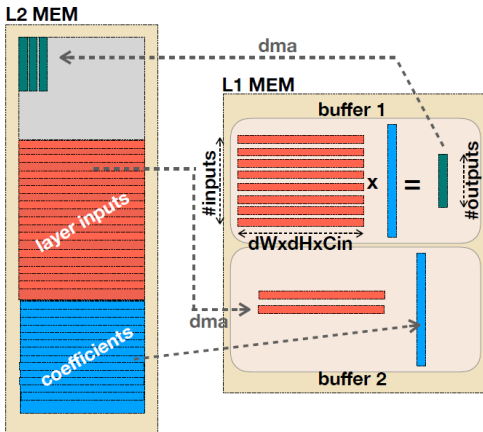 L2 MEM
dma
L1 MEM
buffer 1
#inputs
x
=
#outputs
dWxdHxCin
layer inputs
dma
coefficients
buffer 2